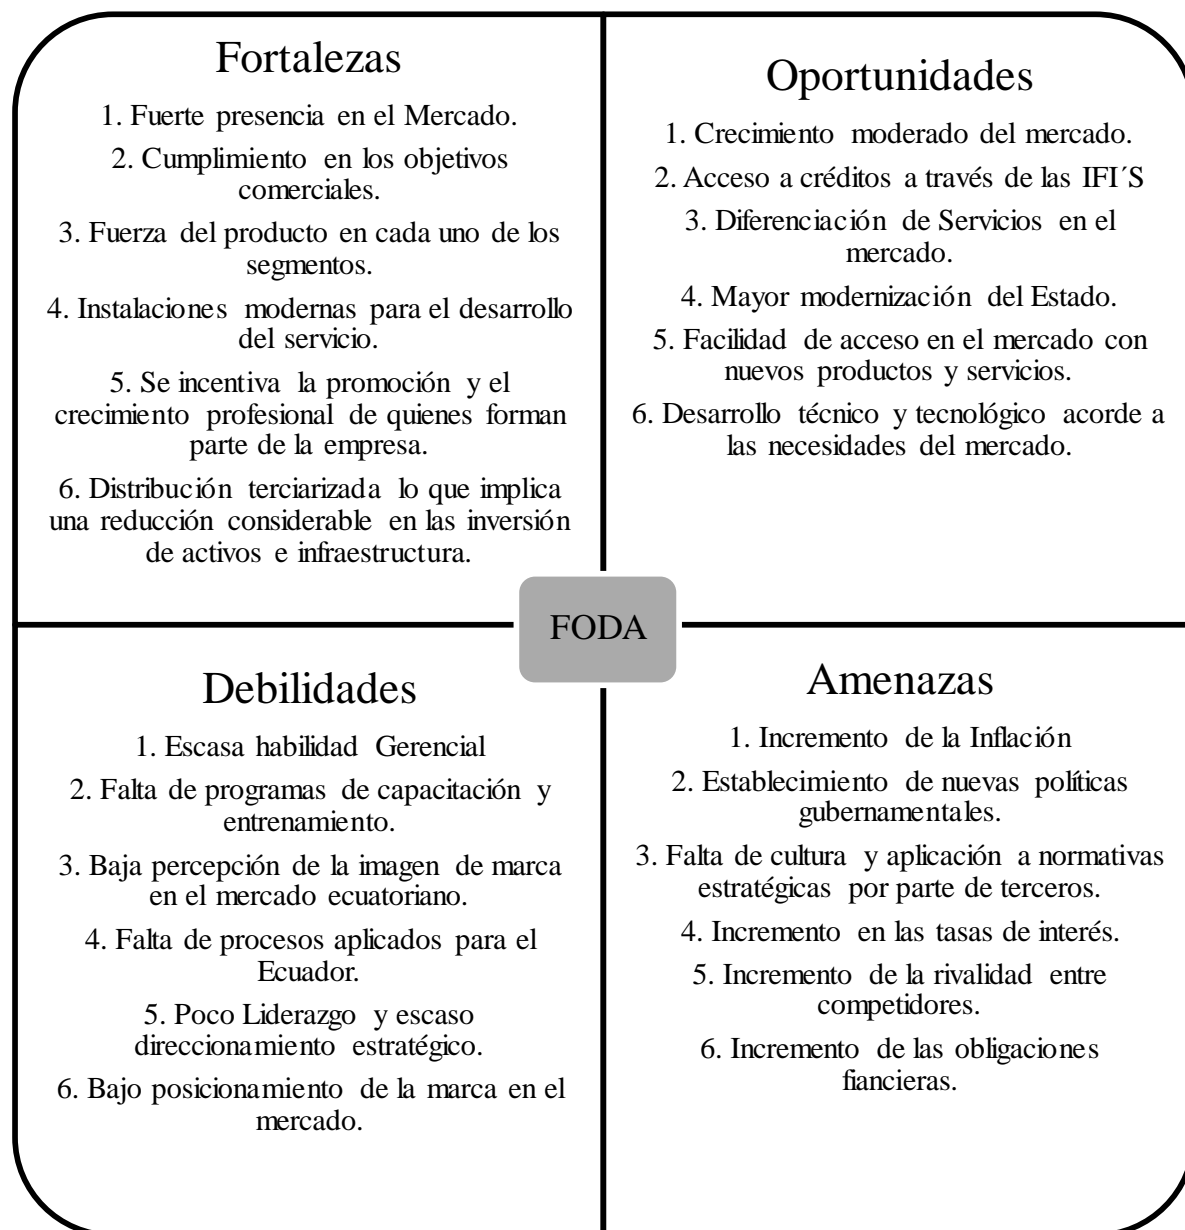 Fortalezas
1. Fuerte presencia en el Mercado.
2. Cumplimiento en los objetivos
comerciales.
3. Fuerza del producto en cada uno de los
segmentos.
4. Instalaciones modernas para el desarrollo
del servicio.
5. Se incentiva la promoción y el
crecimiento profesional de quienes forman
parte de la empresa.
6. Distribución terciarizada lo que implica
una reducción considerable en las inversión
de activos e infraestructura.
Oportunidades
1. Crecimiento moderado del mercado.
2. Acceso a créditos a través de las IFI´S
3. Diferenciación de Servicios en el
mercado.
4. Mayor modernización del Estado.
5. Facilidad de acceso en el mercado con
nuevos productos y servicios.
6. Desarrollo técnico y tecnológico acorde a
las necesidades del mercado.
FODA
Debilidades
1. Escasa habilidad Gerencial
2. Falta de programas de capacitación y
entrenamiento.
3. Baja percepción de la imagen de marca
en el mercado ecuatoriano.
4. Falta de procesos aplicados para el
Ecuador.
5. Poco Liderazgo y escaso
direccionamiento estratégico.
6. Bajo posicionamiento de la marca en el
mercado.
Amenazas
1. Incremento de la Inflación
2. Establecimiento de nuevas políticas
gubernamentales.
3. Falta de cultura y aplicación a normativas
estratégicas por parte de terceros.
4. Incremento en las tasas de interés.
5. Incremento de la rivalidad entre
competidores.
6. Incremento de las obligaciones
fiancieras.